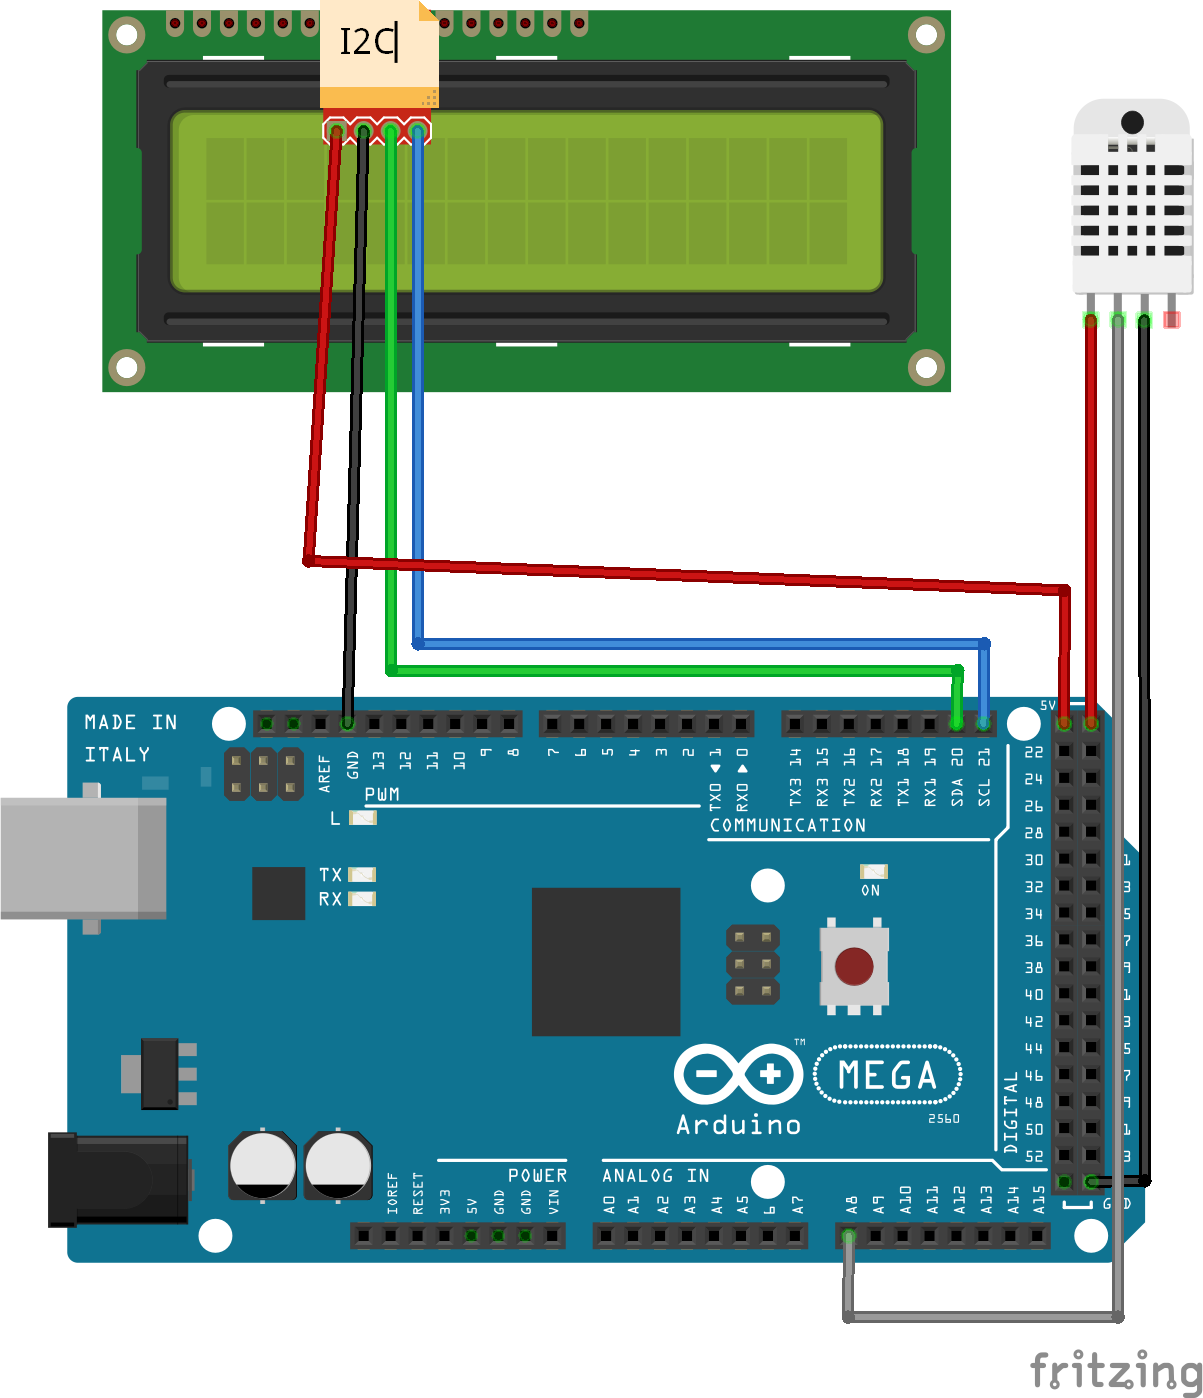 I2C
MADE IN
ITALY
5V
AREF
GND
13
12
11
10
9
8
7
6
5
4
3
2
TX0 ▶ 1
RX0 ◀ 0
TX3 14
RX3 15
TX2 16
RX2 17
TX1 18
RX1 19
SDA 20
SCL 21
PWM
COMMUNICATION
L
TX
RX
ON
22
24
26
28
30
32
34
36
38
40
42
44
46
48
50
52
DIGITAL
TM
MEGA
Arduino
2560
POWER
ANALOG IN
IOREF
RESET
3V3
5V
GND
GND
VIN
A0
A1
A2
A3
A4
A5
A7
A8
A9
A10
A11
A12
A13
A14
A15
fritzing